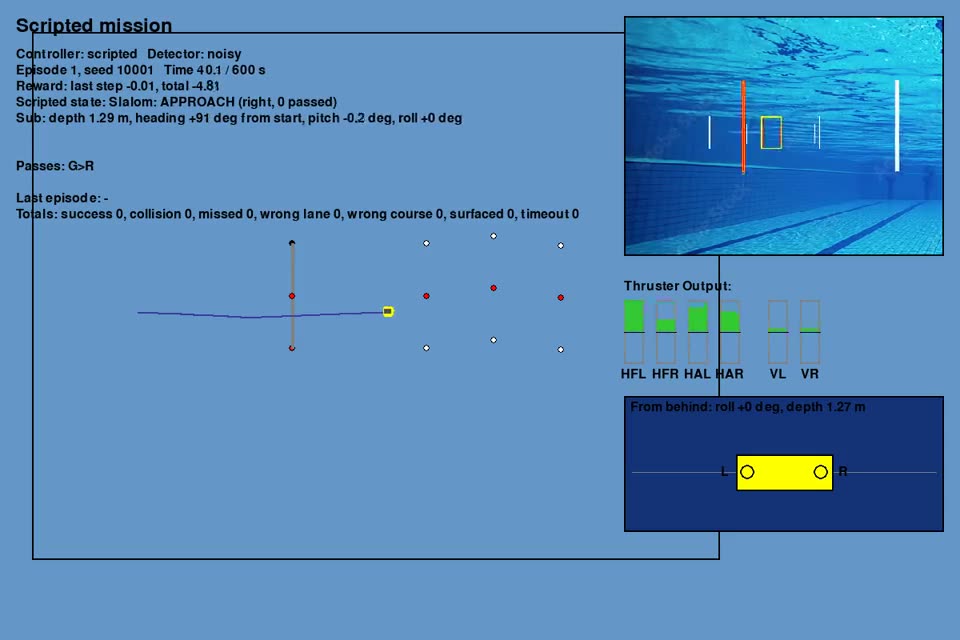 Scripted mission
Controller: scripted   Detector: noisy
Episode 1, seed 10001   Time 40.1 / 600 s
Reward: last step -0.01, total -4.81
Scripted state: Slalom: APPROACH (right, 0 passed)
Sub: depth 1.29 m, heading +91 deg from start, pitch -0.2 deg, roll +0 deg
Passes: G>R
Last episode: -
Totals: success 0, collision 0, missed 0, wrong lane 0, wrong course 0, surfaced 0, timeout 0
Thruster Output:
HFL HFR HAL HAR VL VR
From behind: roll +0 deg, depth 1.27 m
L R